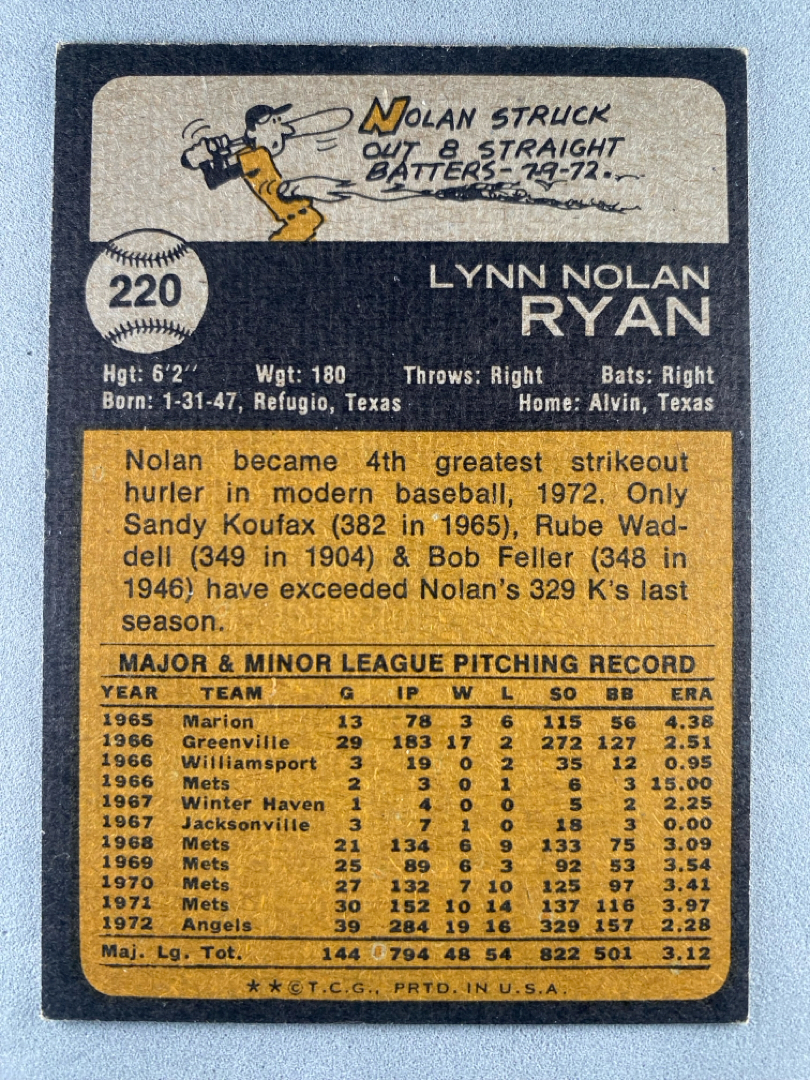 NOLAN STRUCK
OUT 8 STRAIGHT
BATTERS-7-9-72.
220
LYNN NOLAN
RYAN
Hgt: 6'2" Wgt: 180 Throws: Right Bats: Right
Born: 1-31-47, Refugio, Texas Home: Alvin, Texas
Nolan became 4th greatest strikeout
hurler in modern baseball, 1972. Only
Sandy Koufax (382 in 1965), Rube Wad-
dell (349 in 1904) & Bob Feller (348 in
1946) have exceeded Nolan's 329 K's last
season.
MAJOR & MINOR LEAGUE PITCHING RECORD
YEAR TEAM G IP W L SO BB ERA
1965 Marion 13 78 3 6 115 56 4.38
1966 Greenville 29 183 17 2 272 127 2.51
1966 Williamsport 3 19 0 2 35 12 0.95
1966 Mets 2 3 0 1 6 3 15.00
1967 Winter Haven 1 4 0 0 5 2 2.25
1967 Jacksonville 3 7 1 0 18 3 0.00
1968 Mets 21 134 6 9 133 75 3.09
1969 Mets 25 89 6 3 92 53 3.54
1970 Mets 27 132 7 10 125 97 3.41
1971 Mets 30 152 10 14 137 116 3.97
1972 Angels 39 284 19 16 329 157 2.28
Maj. Lg. Tot. 144 794 48 54 822 501 3.12
**©T.C.G., PRTD. IN U.S.A.